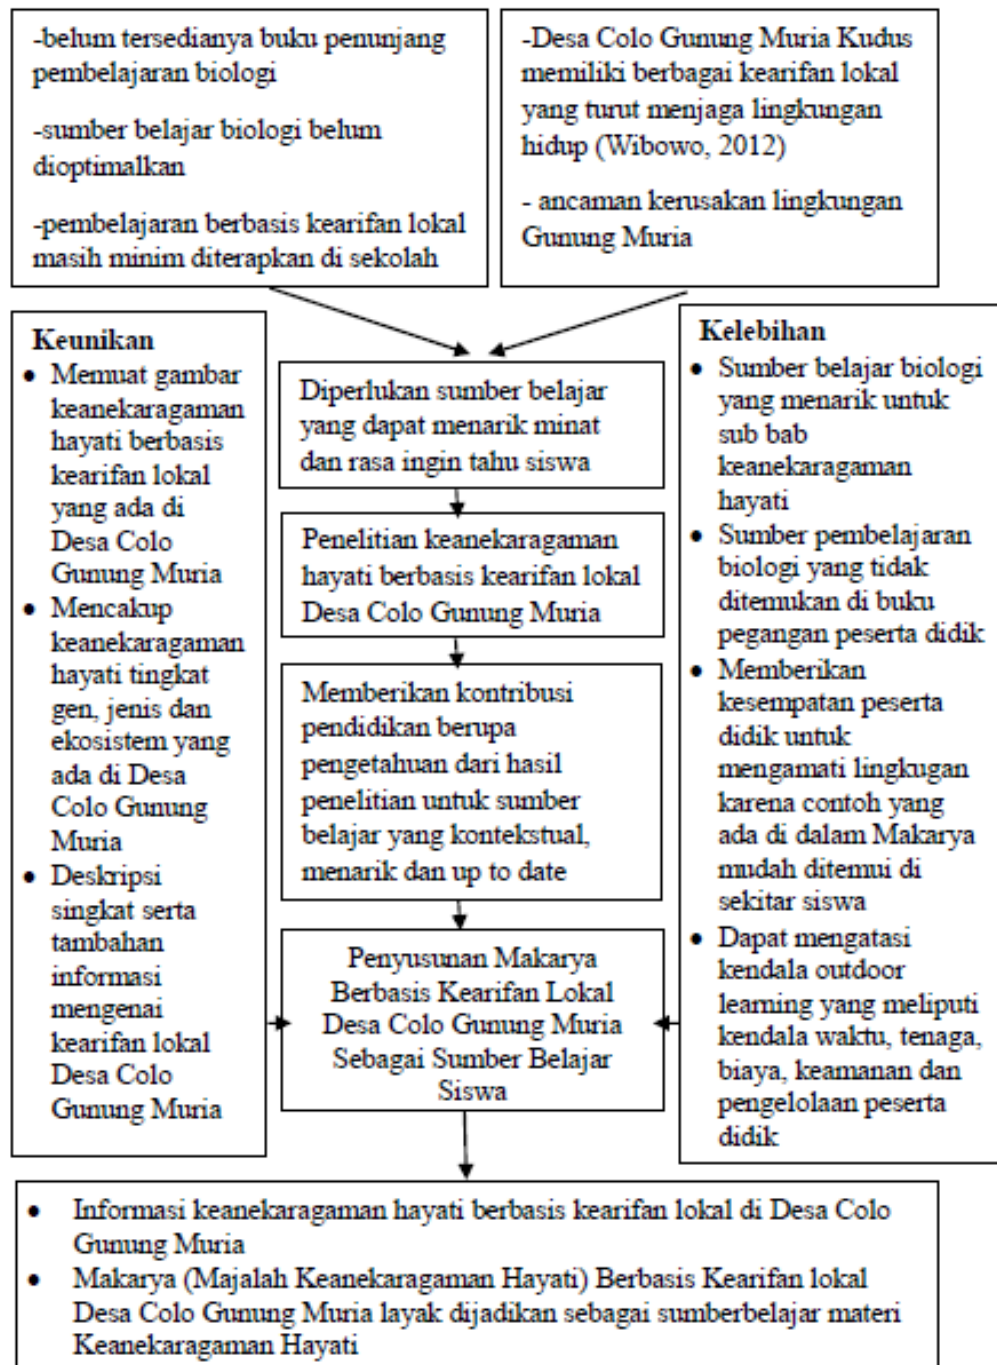 -belum tersedianya buku penunjang
pembelajaran biologi
-sumber belajar biologi belum
dioptimalkan
-pembelajaran berbasis kearifan lokal
masih minim diterapkan di sekolah
-Desa Colo Gunung Muria Kudus
memiliki berbagai kearifan lokal
yang turut menjaga lingkungan
hidup (Wibowo, 2012)
- ancaman kerusakan lingkungan
Gunung Muria
Keunikan
• Memuat gambar
keanekaragaman
hayati berbasis
kearifan lokal
yang ada di
Desa Colo
Gunung Muria
• Mencakup
keanekaragaman
hayati tingkat
gen, jenis dan
ekosistem yang
ada di Desa
Colo Gunung
Muria
• Deskripsi
singkat serta
tambahan
informasi
mengenai
kearifan lokal
Desa Colo
Gunung Muria
Diperlukan sumber belajar
yang dapat menarik minat
dan rasa ingin tahu siswa
Penelitian keanekaragaman
hayati berbasis kearifan lokal
Desa Colo Gunung Muria
Memberikan kontribusi
pendidikan berupa
pengetahuan dari hasil
penelitian untuk sumber
belajar yang kontekstual,
menarik dan up to date
Penyusunan Makarya
Berbasis Kearifan Lokal
Desa Colo Gunung Muria
Sebagai Sumber Belajar
Siswa
Kelebihan
• Sumber belajar biologi
yang menarik untuk
sub bab
keanekaragaman
hayati
• Sumber pembelajaran
biologi yang tidak
ditemukan di buku
pegangan peserta didik
• Memberikan
kesempatan peserta
didik untuk
mengamati lingkugan
karena contoh yang
ada di dalam Makarya
mudah ditemui di
sekitar siswa
• Dapat mengatasi
kendala outdoor
learning yang meliputi
kendala waktu, tenaga,
biaya, keamanan dan
pengelolaan peserta
didik
• Informasi keanekaragaman hayati berbasis kearifan lokal di Desa Colo
Gunung Muria
• Makarya (Majalah Keanekaragaman Hayati) Berbasis Kearifan lokal
Desa Colo Gunung Muria layak dijadikan sebagai sumberbelajar materi
Keanekaragaman Hayati